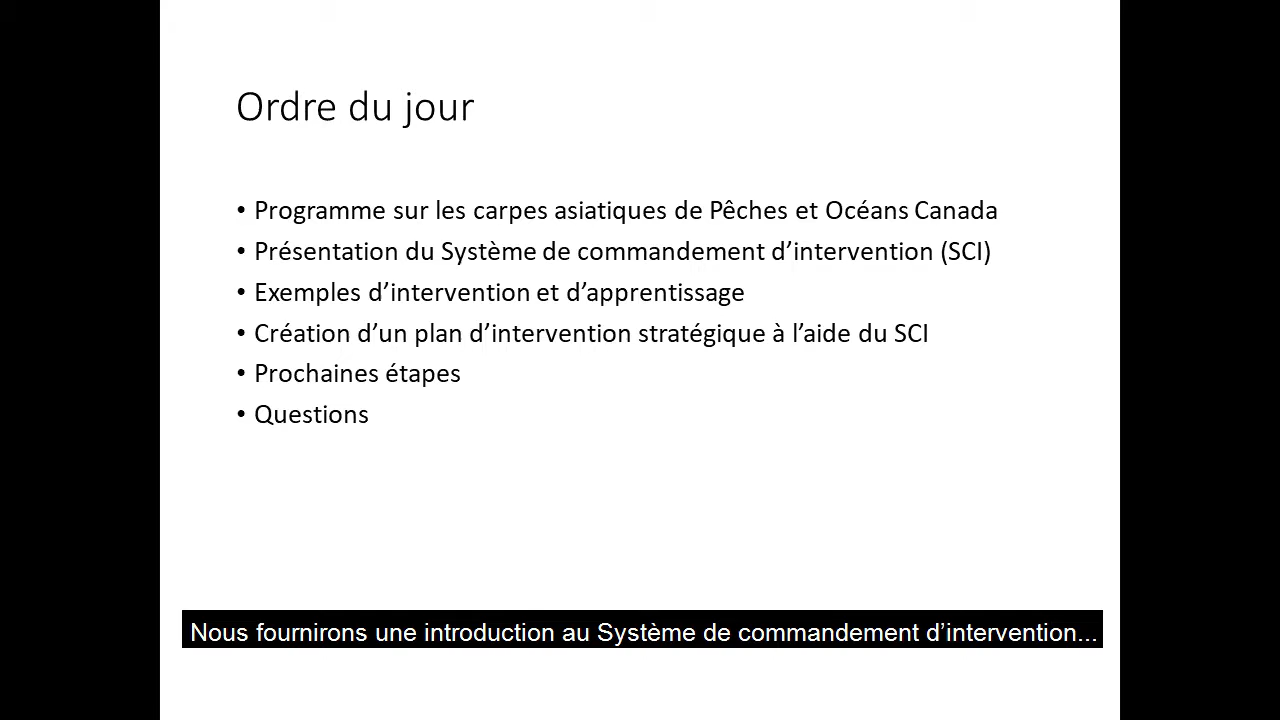 Ordre du jour
• Programme sur les carpes asiatiques de Pêches et Océans Canada
• Présentation du Système de commandement d’intervention (SCI)
• Exemples d’intervention et d’apprentissage
• Création d’un plan d’intervention stratégique à l’aide du SCI
• Prochaines étapes
• Questions
Nous fournirons une introduction au Système de commandement d’intervention...